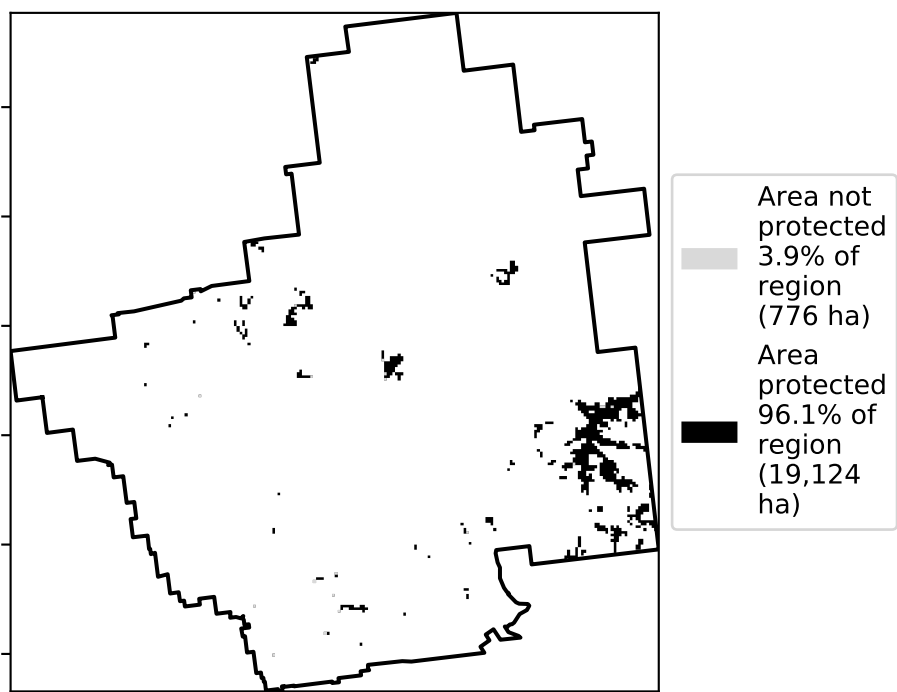 Area not
protected
3.9% of
region
(776 ha)
Area
protected
96.1% of
region
(19,124
ha)